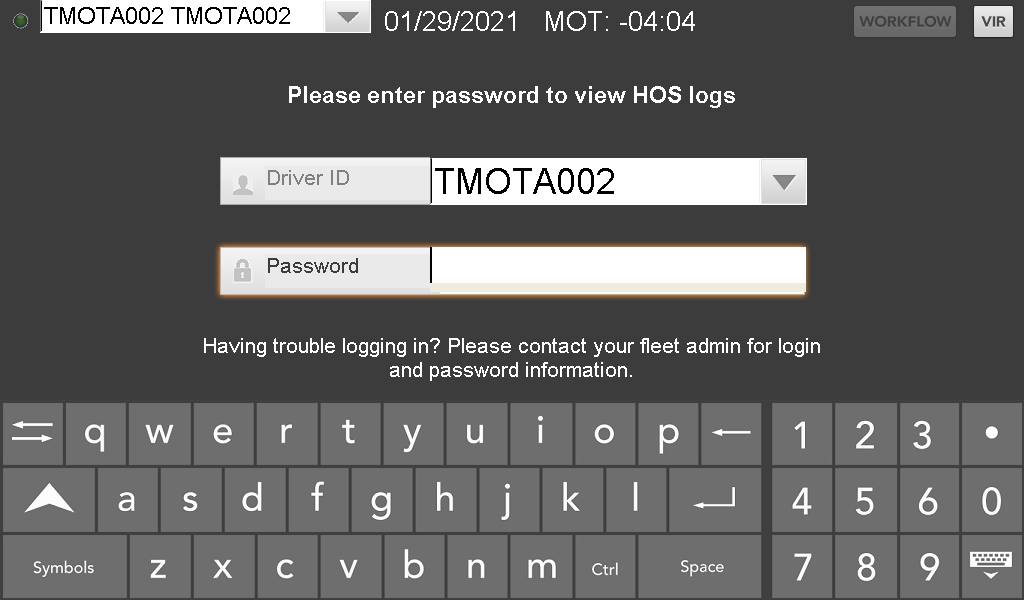 TMOTA002 TMOTA002 01/29/2021 MOT: -04:04 WORKFLOW VIR
Please enter password to view HOS logs
Driver ID TMOTA002
Password
Having trouble logging in? Please contact your fleet admin for login
and password information.
q w e r t y u i o p 1 2 3 •
a s d f g h j k l 4 5 6 0
Symbols z x c v b n m Ctrl Space 7 8 9